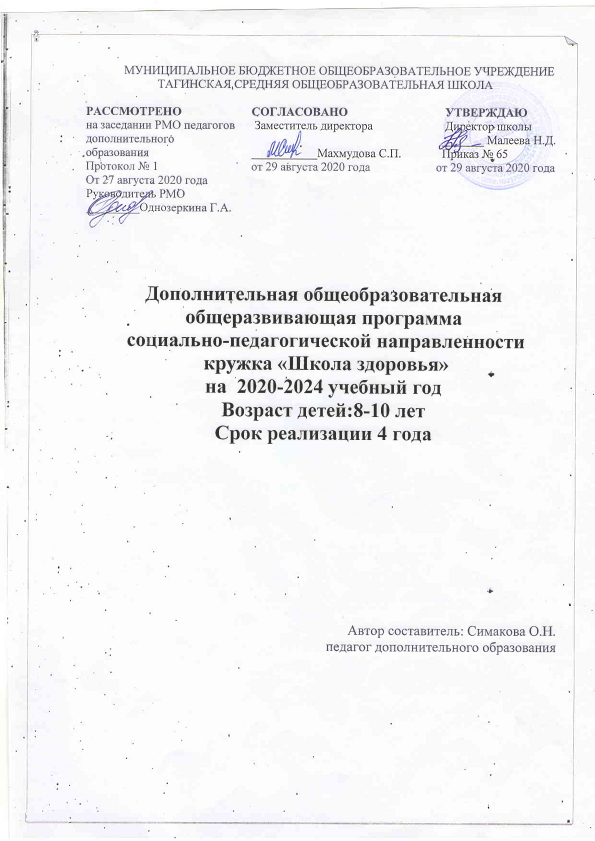 МУНИЦИПАЛЬНОЕ БЮДЖЕТНОЕ ОБЩЕОБРАЗОВАТЕЛЬНОЕ УЧРЕЖДЕНИЕ
ТАГИНСКАЯ,СРЕДНЯЯ ОБЩЕОБРАЗОВАТЕЛЬНАЯ ШКОЛА
РАССМОТРЕНО
на заседании РМО педагогов
дополнительного
образования
Протокол № 1
От 27 августа 2020 года
Руководитель РМО
Однозеркина Г.А.
СОГЛАСОВАНО
Заместитель директора
Махмудова С.П.
от 29 августа 2020 года
УТВЕРЖДАЮ
Директор школы
Малеева Н.Д.
Приказ № 65
от 29 августа 2020 года
Дополнительная общеобразовательная
общеразвивающая программа
социально-педагогической направленности
кружка «Школа здоровья»
на 2020-2024 учебный год
Возраст детей:8-10 лет
Срок реализации 4 года
Автор составитель: Симакова О.Н.
педагог дополнительного образования